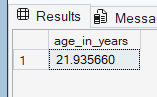 Results Messa
age_in_years
1 21.935660